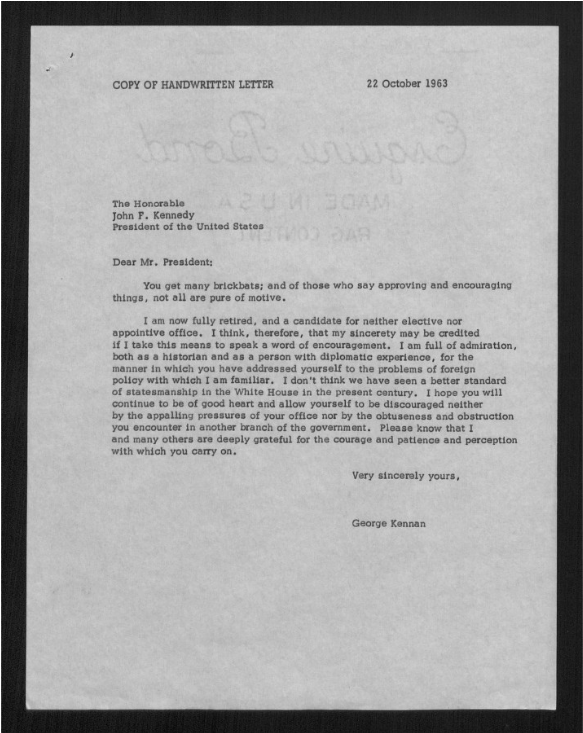 COPY OF HANDWRITTEN LETTER 22 October 1963
Esquire Bond
MADE IN U S A
RAG CONTENT
The Honorable
John F. Kennedy
President of the United States
Dear Mr. President:
You get many brickbats; and of those who say approving and encouraging
things, not all are pure of motive.
I am now fully retired, and a candidate for neither elective nor
appointive office. I think, therefore, that my sincerity may be credited
if I take this means to speak a word of encouragement. I am full of admiration,
both as a historian and as a person with diplomatic experience, for the
manner in which you have addressed yourself to the problems of foreign
policy with which I am familiar. I don't think we have seen a better standard
of statesmanship in the White House in the present century. I hope you will
continue to be of good heart and allow yourself to be discouraged neither
by the appalling pressures of your office nor by the obtuseness and obstruction
you encounter in another branch of the government. Please know that I
and many others are deeply grateful for the courage and patience and perception
with which you carry on.
Very sincerely yours,
George Kennan